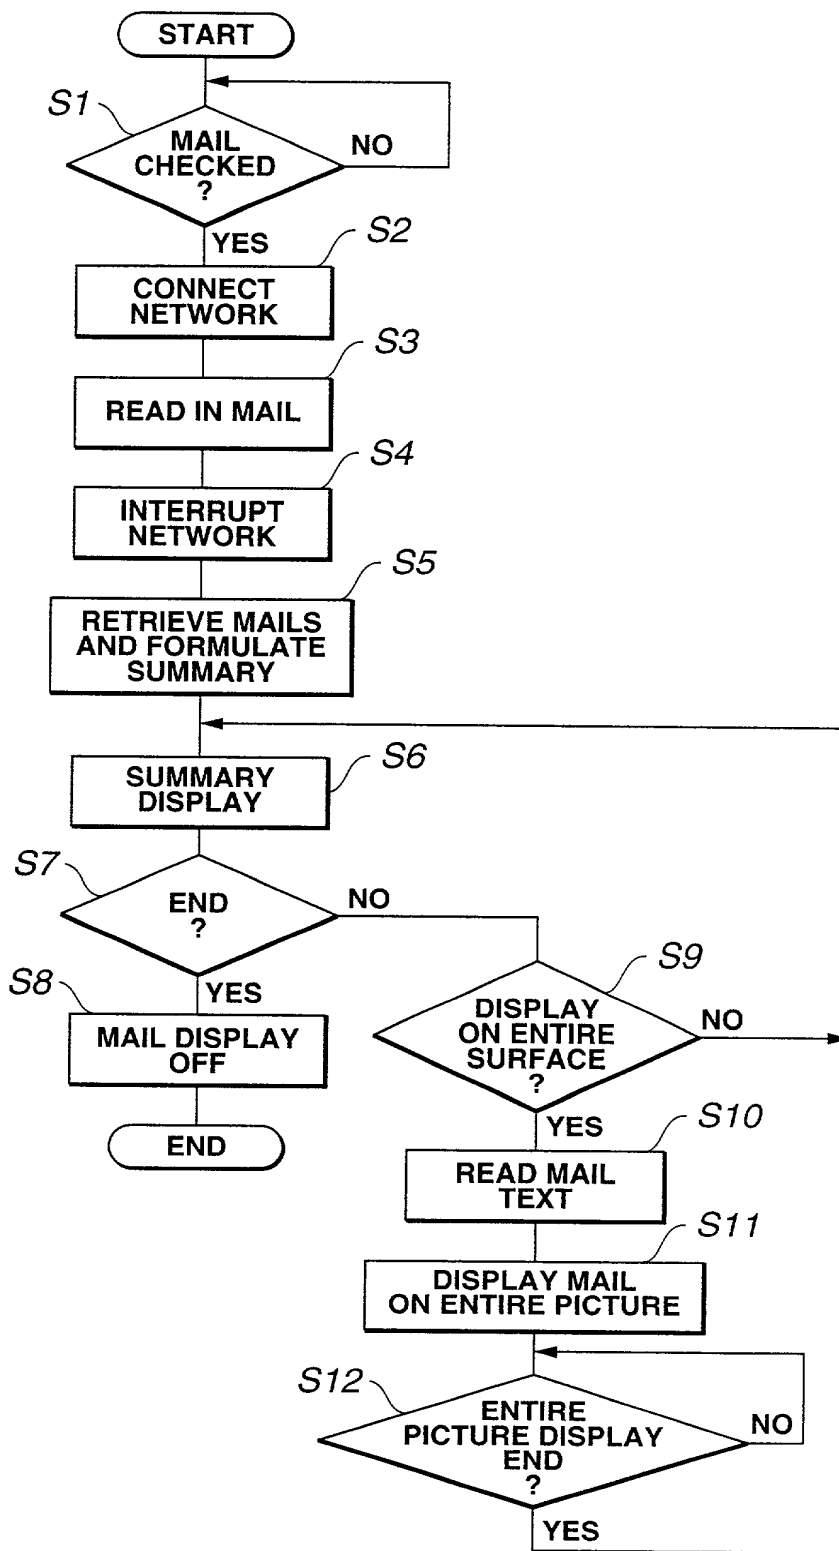 START
S1
MAIL
CHECKED
?
NO
YES
S2
CONNECT
NETWORK
S3
READ IN MAIL
S4
INTERRUPT
NETWORK
S5
RETRIEVE MAILS
AND FORMULATE
SUMMARY
S6
SUMMARY
DISPLAY
S7
END
?
NO
YES
S8
MAIL DISPLAY
OFF
END
S9
DISPLAY
ON ENTIRE
SURFACE
?
NO
YES
S10
READ MAIL
TEXT
S11
DISPLAY MAIL
ON ENTIRE PICTURE
S12
ENTIRE
PICTURE DISPLAY
END
?
NO
YES